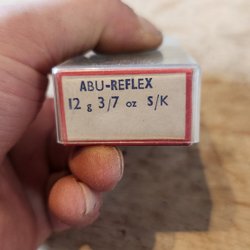 ABU-REFLEX
12 g 3/7 oz S/K